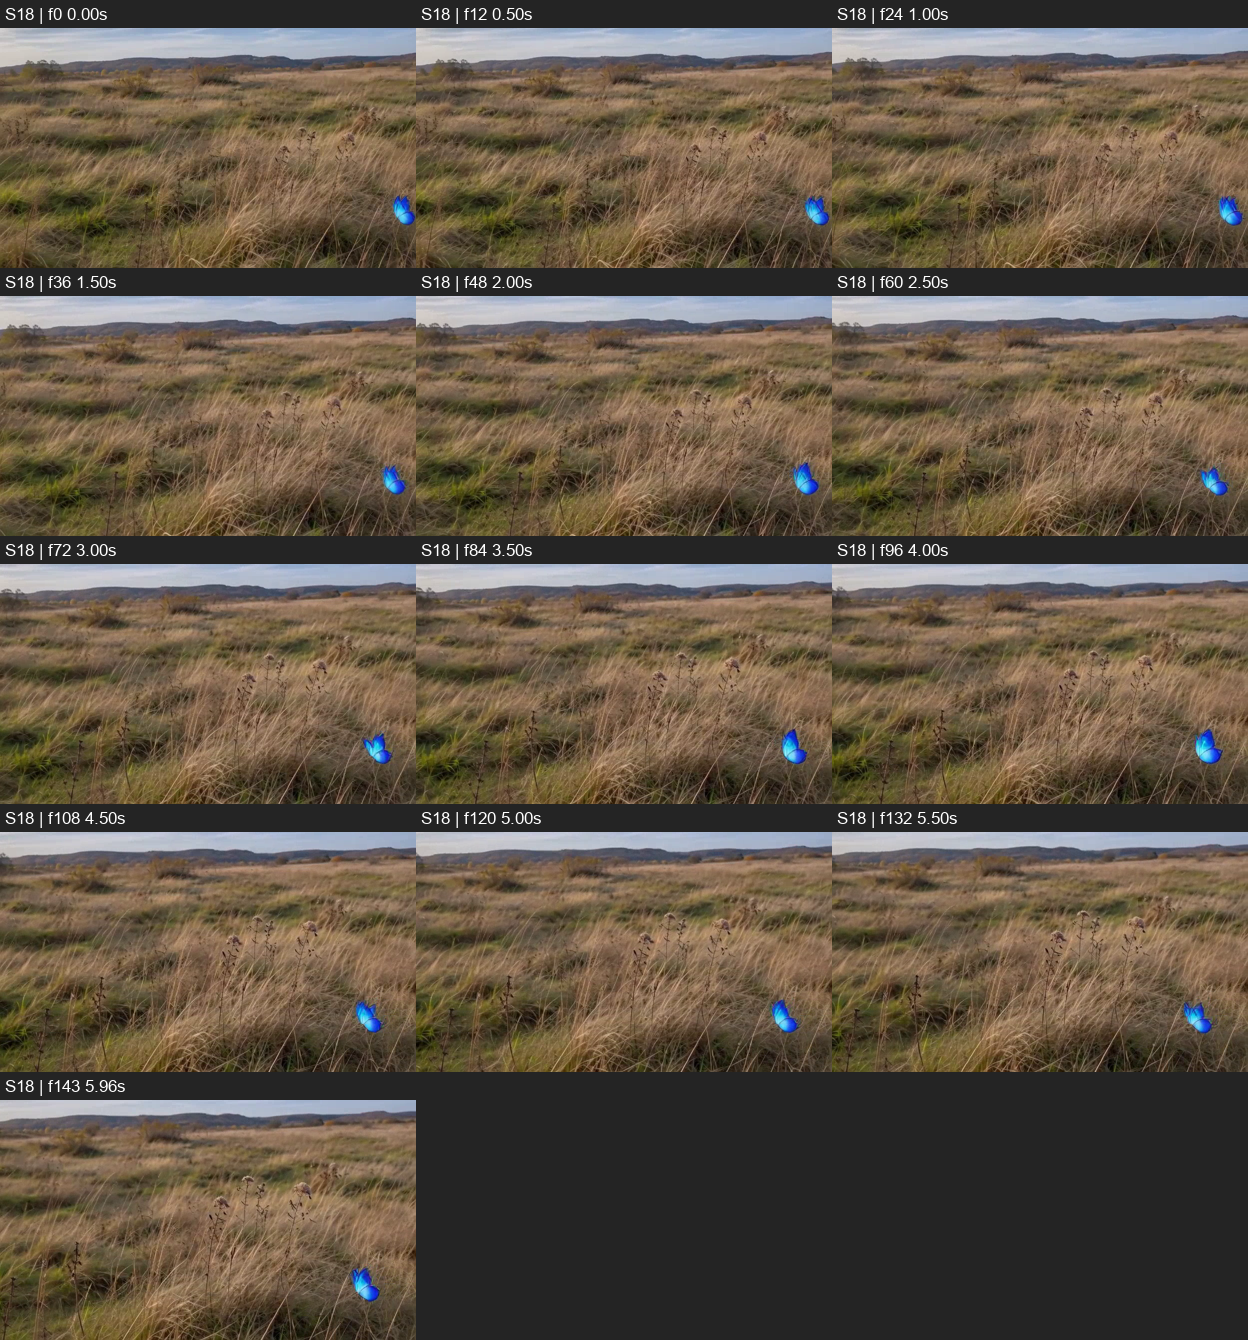 S18 | f0 0.00s
S18 | f12 0.50s
S18 | f24 1.00s
S18 | f36 1.50s
S18 | f48 2.00s
S18 | f60 2.50s
S18 | f72 3.00s
S18 | f84 3.50s
S18 | f96 4.00s
S18 | f108 4.50s
S18 | f120 5.00s
S18 | f132 5.50s
S18 | f143 5.96s